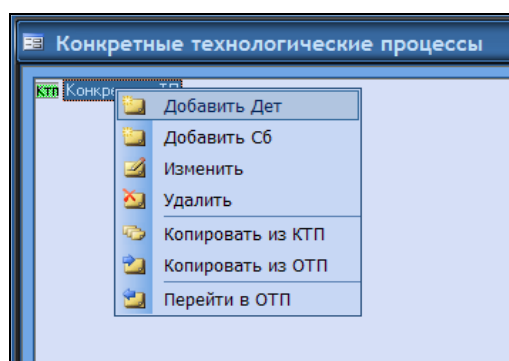 Конкретные технологические процессы
Ктп
Добавить Дет
Добавить Сб
Изменить
Удалить
Копировать из КТП
Копировать из ОТП
Перейти в ОТП